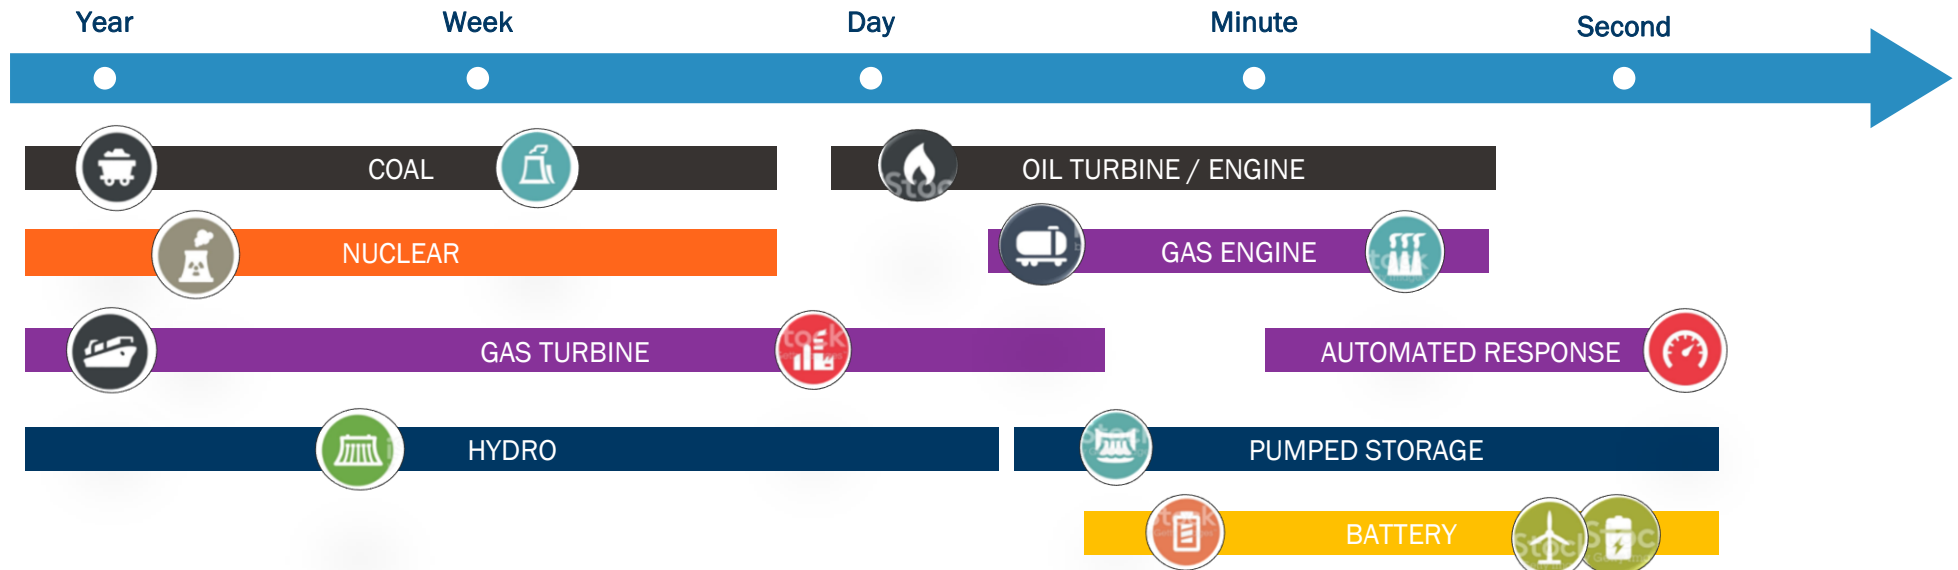 Year
Week
Day
Minute
Second
COAL
OIL TURBINE / ENGINE
NUCLEAR
GAS ENGINE
GAS TURBINE
AUTOMATED RESPONSE
HYDRO
PUMPED STORAGE
BATTERY